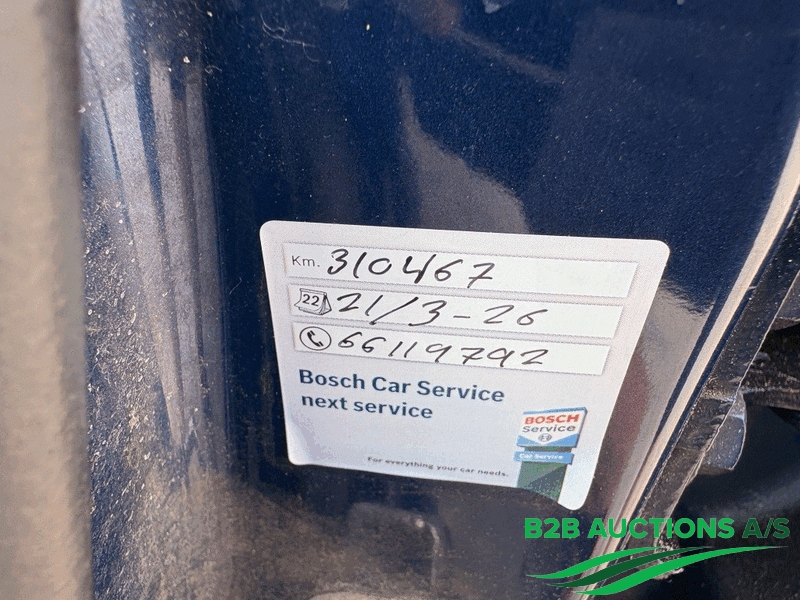 Km. 310467
22 21/3-26
66119792
Bosch Car Service
next service
BOSCH
Service
Car Service
For everything your car needs.
B2B AUCTIONS A/S